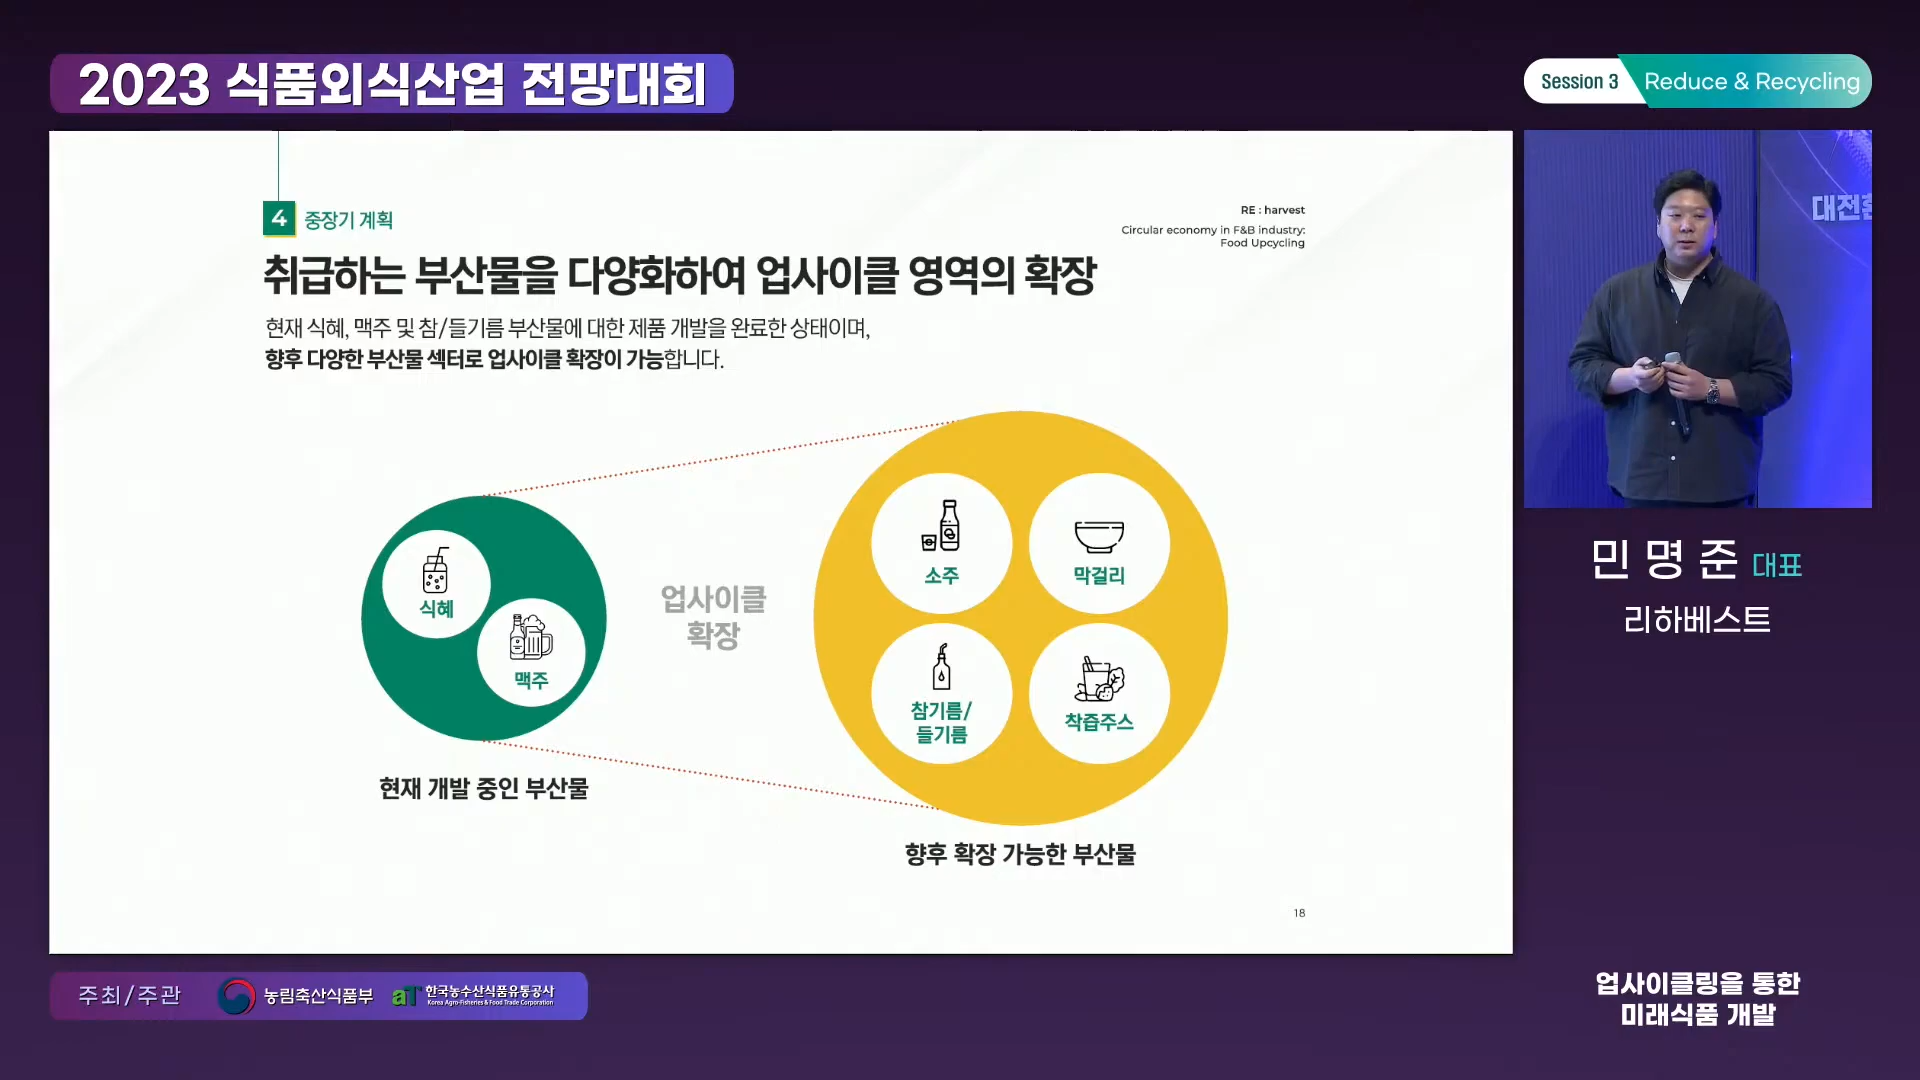 2023 식품외식산업 전망대회
Session 3 Reduce & Recycling
4 중장기 계획
RE : harvest
Circular economy in F&B industry:
Food Upcycling
취급하는 부산물을 다양화하여 업사이클 영역의 확장
현재 식혜, 맥주 및 참/들기름 부산물에 대한 제품 개발을 완료한 상태이며,
향후 다양한 부산물 섹터로 업사이클 확장이 가능합니다.
식혜
맥주
현재 개발 중인 부산물
업사이클
확장
소주
막걸리
참기름/
들기름
착즙주스
향후 확장 가능한 부산물
18
민명준 대표
리하베스트
주최/주관 농림축산식품부 aT 한국농수산식품유통공사
Korea Agro-Fisheries & Food Trade Corporation
업사이클링을 통한
미래식품 개발